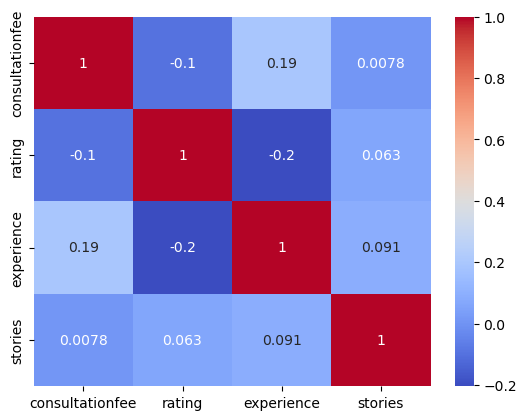 consultationfee
1
-0.1
0.19
0.0078
rating
-0.1
1
-0.2
0.063
experience
0.19
-0.2
1
0.091
stories
0.0078
0.063
0.091
1
consultationfee
rating
experience
stories
1.0
0.8
0.6
0.4
0.2
0.0
−0.2